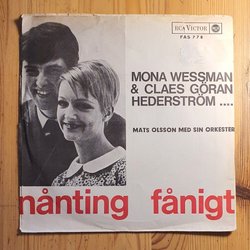 RCA VICTOR
FAS 778
MONA WESSMAN
& CLAES GÖRAN
HEDERSTRÖM ....
MATS OLSSON MED SIN ORKESTER
nånting fånigt